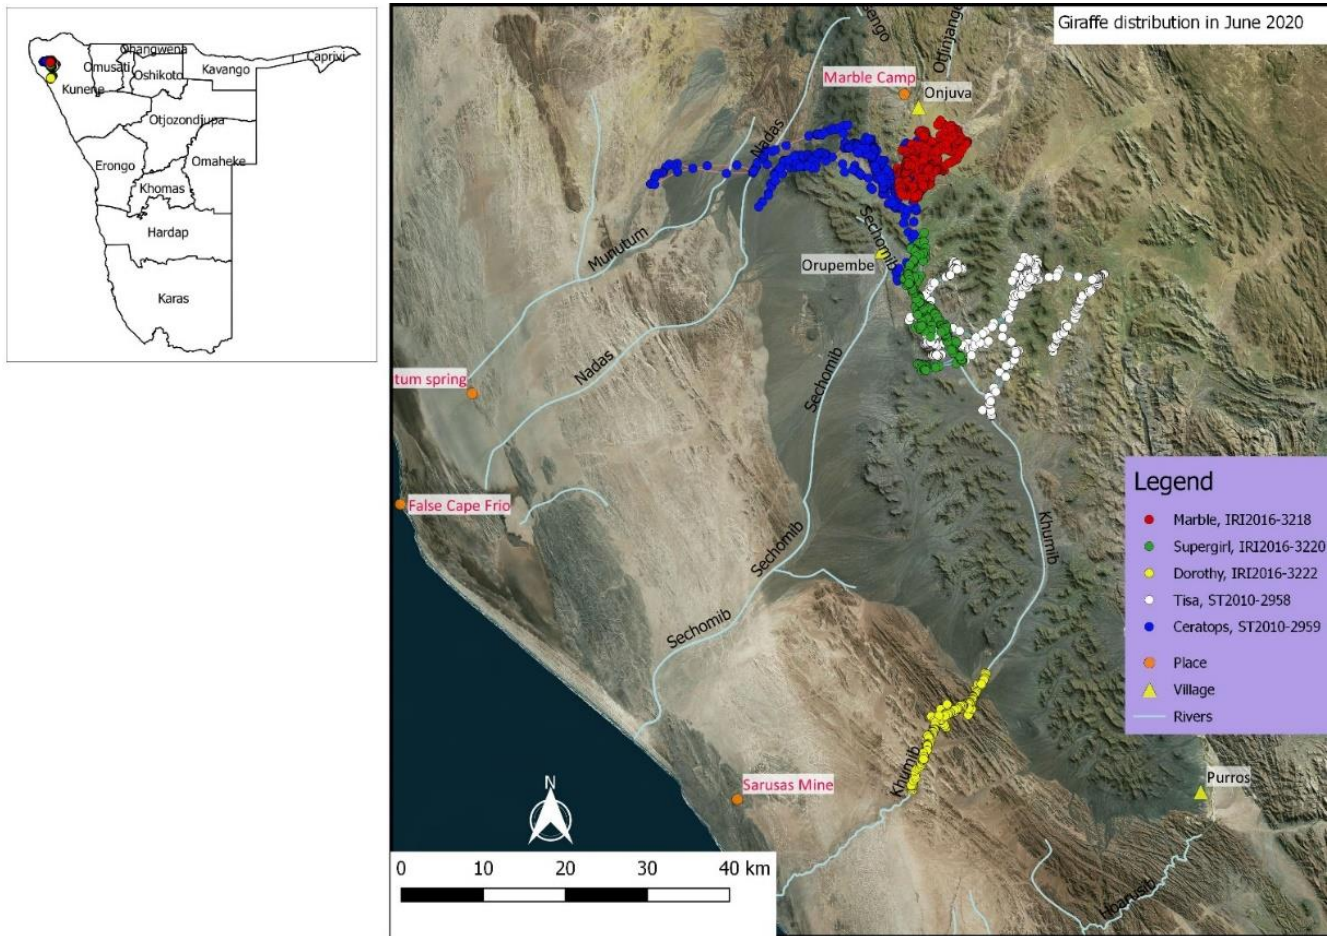 Ohangwena
Caprivi
Omusati
Oshikoto
Kavango
Kunene
Otjozondjupa
Omaheke
Erongo
Khomas
Hardap
Karas
Giraffe distribution in June 2020
Marble Camp
Onjuva
Nadas
Sechomib
Orupembe
Munutum
Nadas
Sechomib
tum spring
False Cape Frio
Khumib
Sechomib
Sechomib
Khumib
Sarusas Mine
Purros
Hoarusib
N
0 10 20 30 40 km
Legend
Marble, IRI2016-3218
Supergirl, IRI2016-3220
Dorothy, IRI2016-3222
Tisa, ST2010-2958
Ceratops, ST2010-2959
Place
Village
Rivers